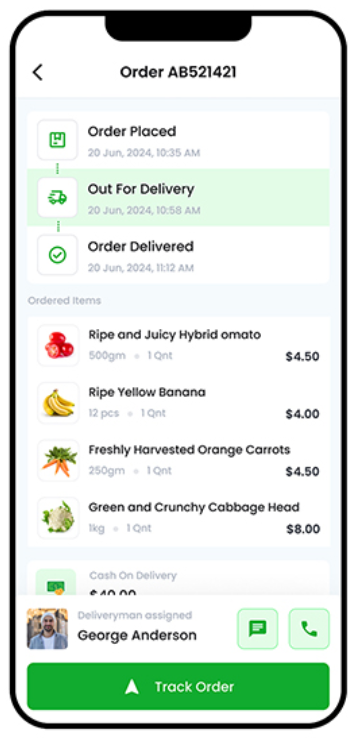 Order AB521421
Order Placed
20 Jun, 2024, 10:35 AM
Out For Delivery
20 Jun, 2024, 10:58 AM
Order Delivered
20 Jun, 2024, 11:12 AM
Ordered Items
Ripe and Juicy Hybrid omato
500gm 1 Qnt $4.50
Ripe Yellow Banana
12 pcs 1 Qnt $4.00
Freshly Harvested Orange Carrots
250gm 1 Qnt $4.50
Green and Crunchy Cabbage Head
1kg 1 Qnt $8.00
Cash On Delivery
$40.00
Deliveryman assigned
George Anderson
Track Order